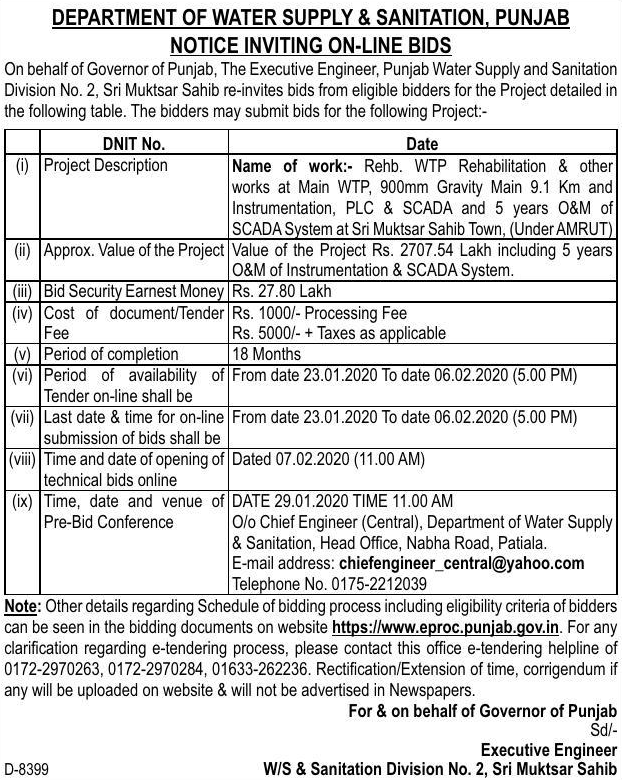 DEPARTMENT OF WATER SUPPLY & SANITATION, PUNJAB
NOTICE INVITING ON-LINE BIDS
On behalf of Governor of Punjab, The Executive Engineer, Punjab Water Supply and Sanitation
Division No. 2, Sri Muktsar Sahib re-invites bids from eligible bidders for the Project detailed in
the following table. The bidders may submit bids for the following Project:-
DNIT No. Date
(i) Project Description Name of work:- Rehb. WTP Rehabilitation & other
works at Main WTP, 900mm Gravity Main 9.1 Km and
Instrumentation, PLC & SCADA and 5 years O&M of
SCADA System at Sri Muktsar Sahib Town, (Under AMRUT)
(ii) Approx. Value of the Project Value of the Project Rs. 2707.54 Lakh including 5 years
O&M of Instrumentation & SCADA System.
(iii) Bid Security Earnest Money Rs. 27.80 Lakh
(iv) Cost of document/Tender Rs. 1000/- Processing Fee
Fee Rs. 5000/- + Taxes as applicable
(v) Period of completion 18 Months
(vi) Period of availability of From date 23.01.2020 To date 06.02.2020 (5.00 PM)
Tender on-line shall be
(vii) Last date & time for on-line From date 23.01.2020 To date 06.02.2020 (5.00 PM)
submission of bids shall be
(viii) Time and date of opening of Dated 07.02.2020 (11.00 AM)
technical bids online
(ix) Time, date and venue of DATE 29.01.2020 TIME 11.00 AM
Pre-Bid Conference O/o Chief Engineer (Central), Department of Water Supply
& Sanitation, Head Office, Nabha Road, Patiala.
E-mail address: chiefengineer_central@yahoo.com
Telephone No. 0175-2212039
Note: Other details regarding Schedule of bidding process including eligibility criteria of bidders
can be seen in the bidding documents on website https://www.eproc.punjab.gov.in. For any
clarification regarding e-tendering process, please contact this office e-tendering helpline of
0172-2970263, 0172-2970284, 01633-262236. Rectification/Extension of time, corrigendum if
any will be uploaded on website & will not be advertised in Newspapers.
For & on behalf of Governor of Punjab
Sd/-
Executive Engineer
D-8399 W/S & Sanitation Division No. 2, Sri Muktsar Sahib